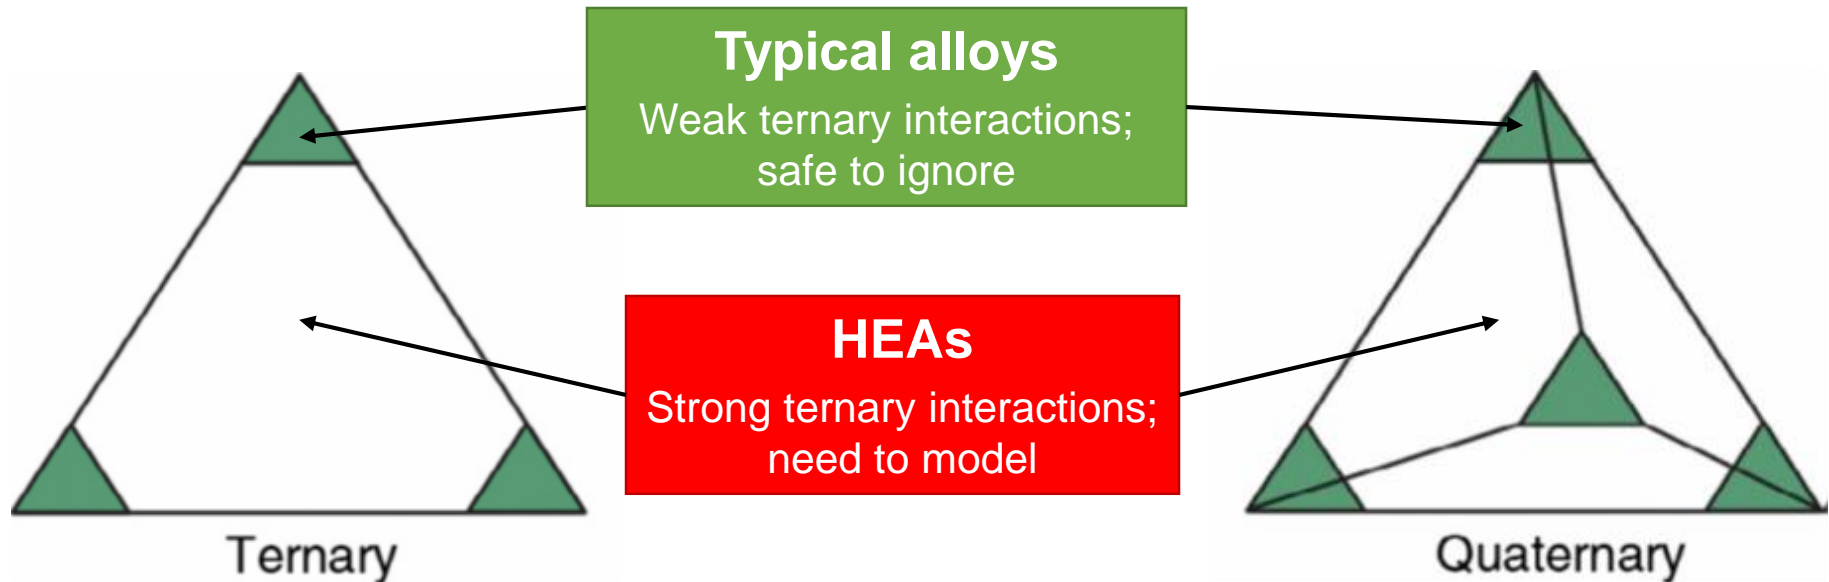 Typical alloys
Weak ternary interactions;
safe to ignore
HEAs
Strong ternary interactions;
need to model
Ternary
Quaternary